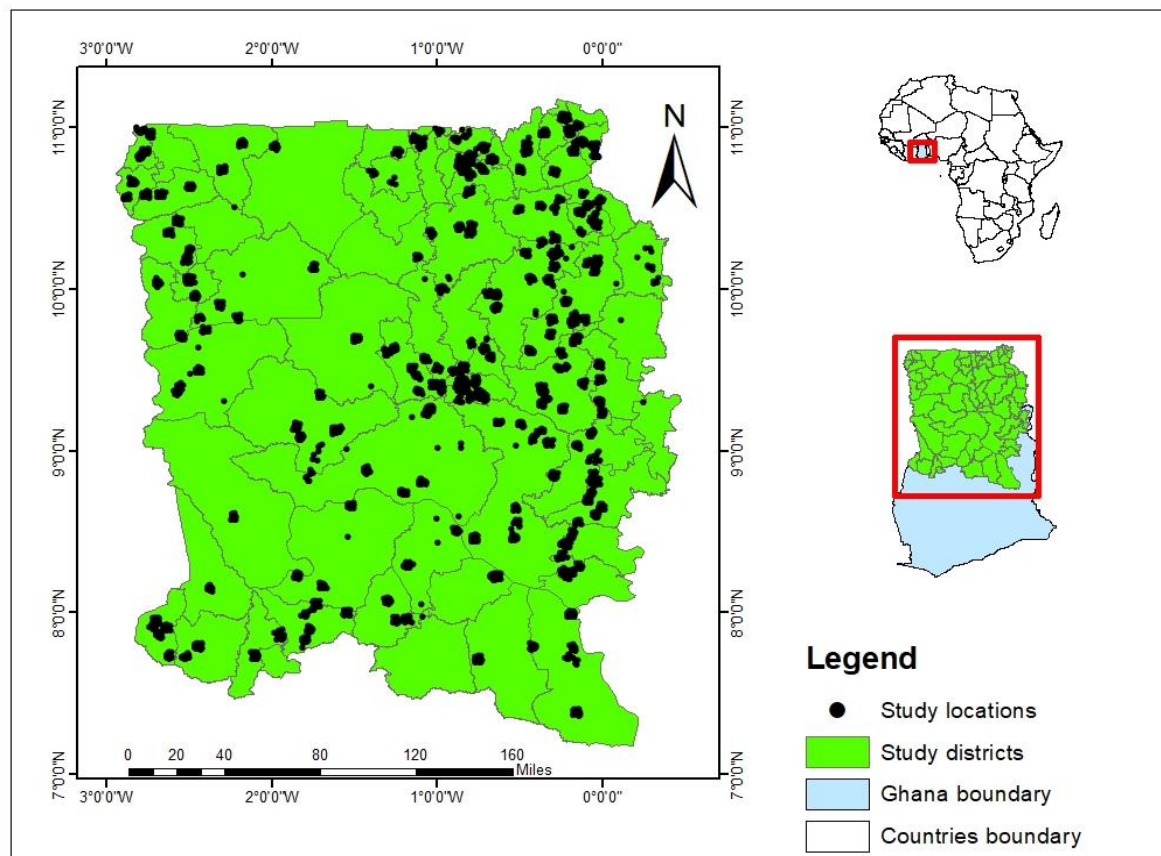 3°0'0"W 2°0'0"W 1°0'0"W 0°0'0"
N
11°0'0"N 11°0'0"N
10°0'0"N 10°0'0"N
9°0'0"N 9°0'0"N
8°0'0"N 8°0'0"N
7°0'0"N 7°0'0"N
0 20 40 80 120 160
Miles
3°0'0"W 2°0'0"W 1°0'0"W 0°0'0"
Legend
Study locations
Study districts
Ghana boundary
Countries boundary